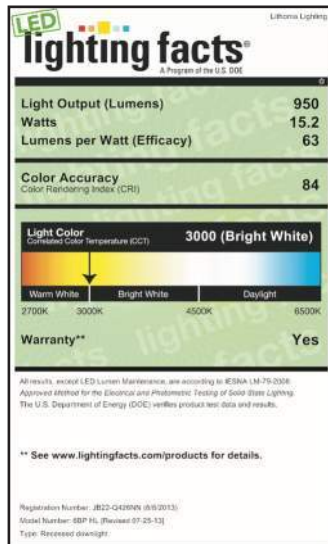 Lithonia Lighting
LED
lighting facts®
A Program of the U.S. DOE
Light Output (Lumens) 950
Watts 15.2
Lumens per Watt (Efficacy) 63
Color Accuracy
Color Rendering Index (CRI) 84
Light Color
Correlated Color Temperature (CCT) 3000 (Bright White)
Warm White Bright White Daylight
2700K 3000K 4500K 6500K
Warranty** Yes
All results, except LED Lumen Maintenance, are according to IESNA LM-79-2008:
Approved Method for the Electrical and Photometric Testing of Solid-State Lighting.
The U.S. Department of Energy (DOE) verifies product test data and results.
** See www.lightingfacts.com/products for details.
Registration Number: JB22-Q426NN (6/6/2013)
Model Number: 6BP HL [Revised 07-25-13]
Type: Recessed downlight